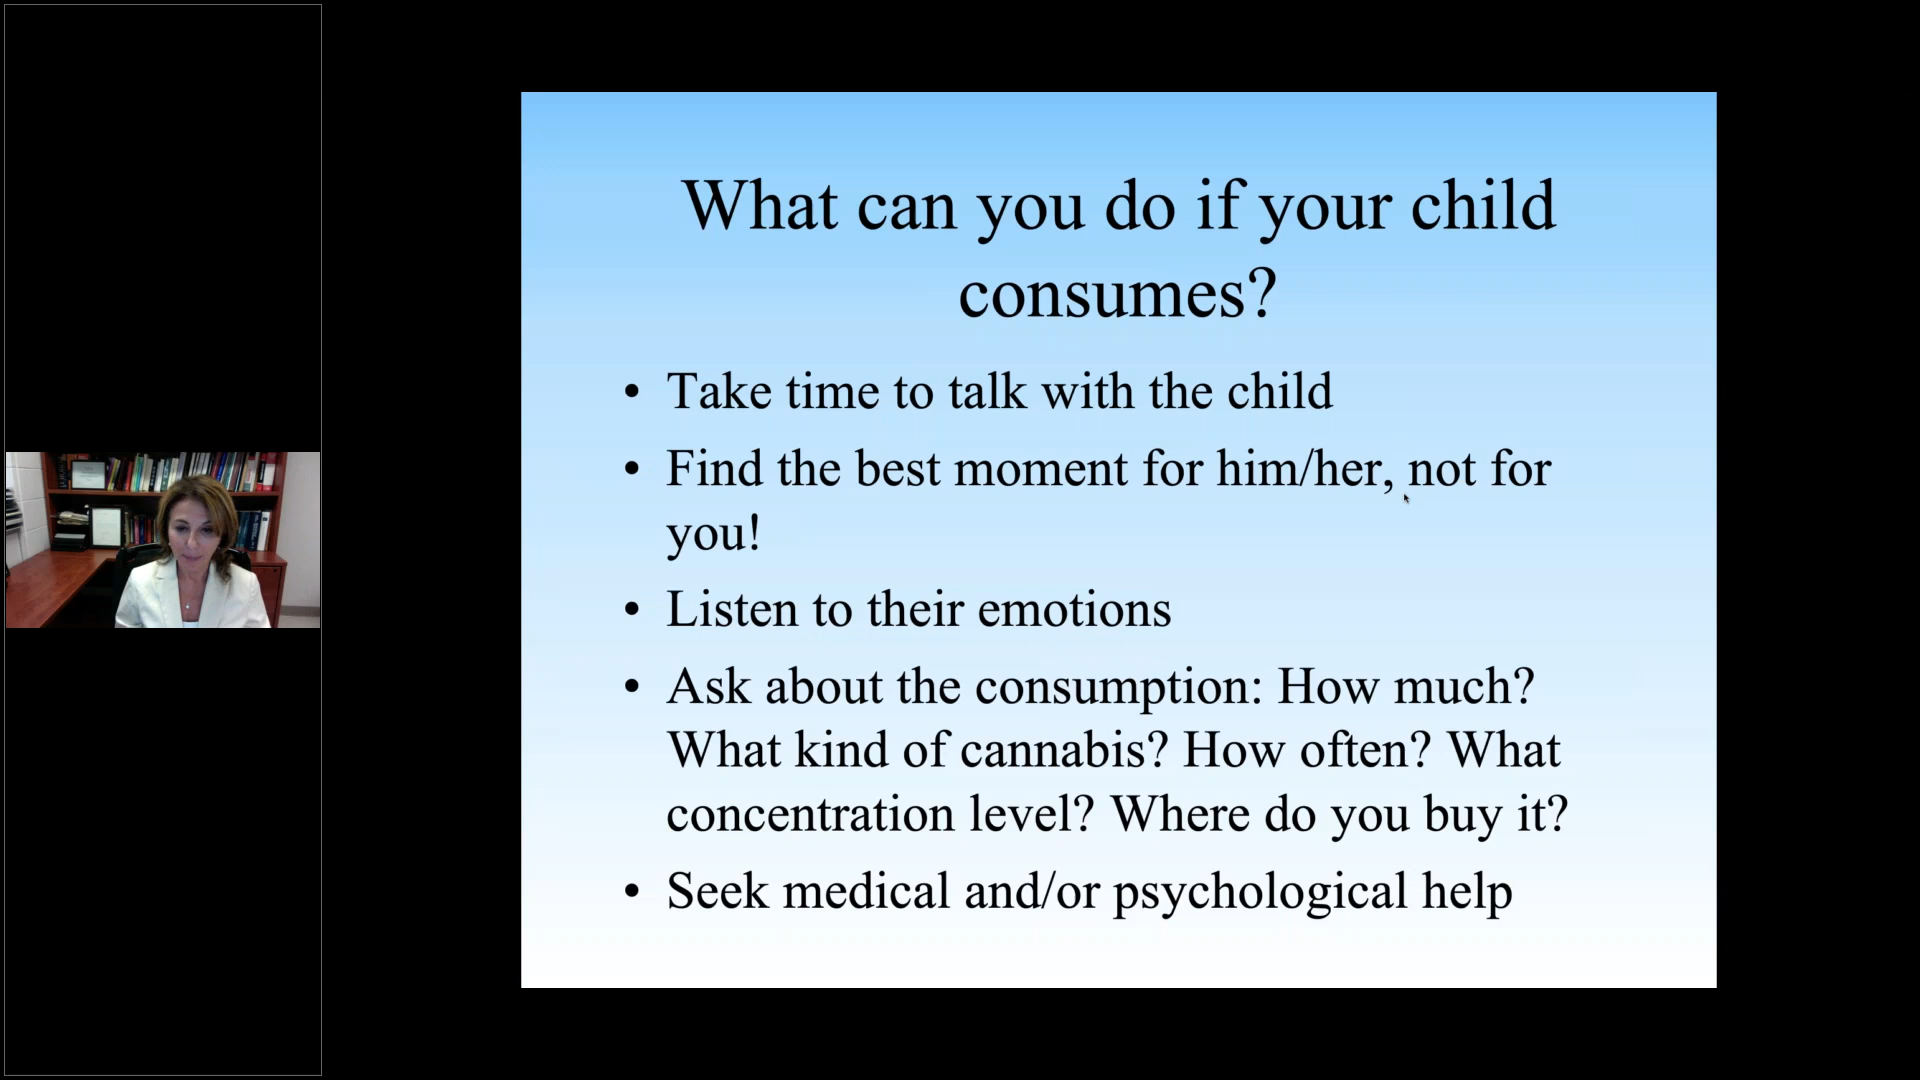 What can you do if your child
consumes?
• Take time to talk with the child
• Find the best moment for him/her, not for
you!
• Listen to their emotions
• Ask about the consumption: How much?
What kind of cannabis? How often? What
concentration level? Where do you buy it?
• Seek medical and/or psychological help